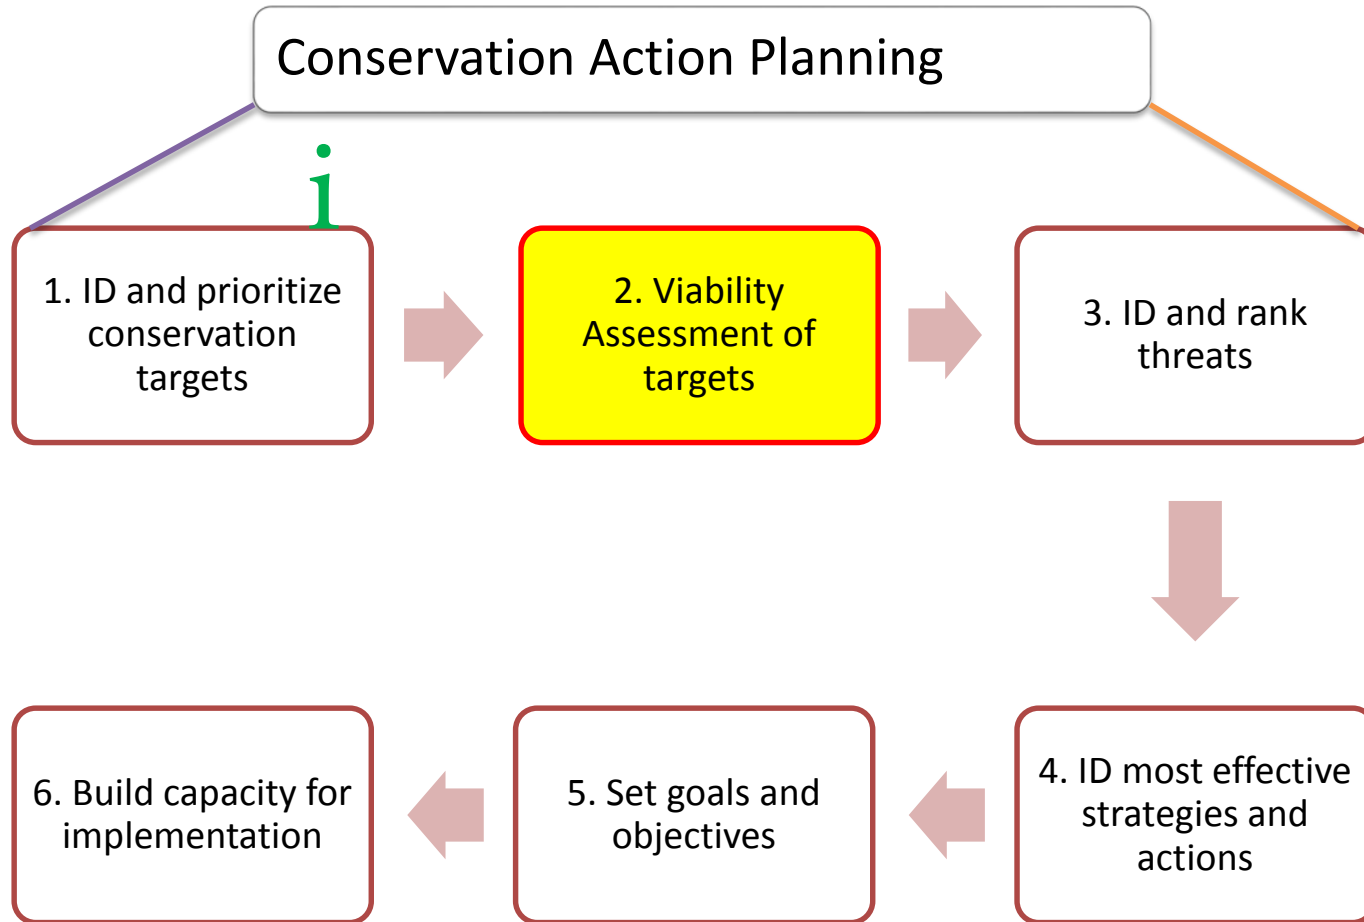 Conservation Action Planning
i
1. ID and prioritize
conservation
targets
2. Viability
Assessment of
targets
3. ID and rank
threats
4. ID most effective
strategies and
actions
5. Set goals and
objectives
6. Build capacity for
implementation